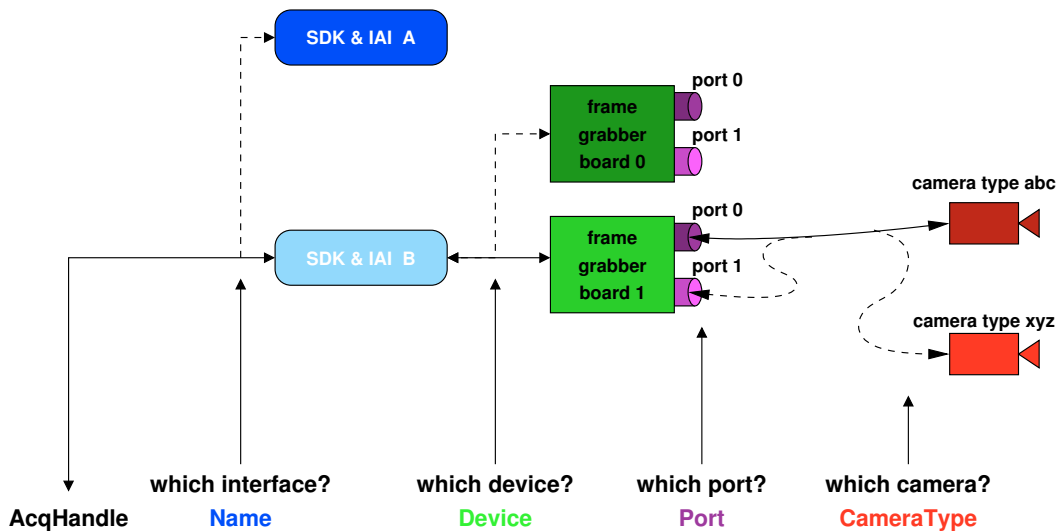 SDK & IAI A
port 0
frame
grabber
board 0
port 1
camera type abc
port 0
SDK & IAI B
frame
grabber
board 1
port 1
camera type xyz
which interface?
which device?
which port?
which camera?
AcqHandle
Name
Device
Port
CameraType